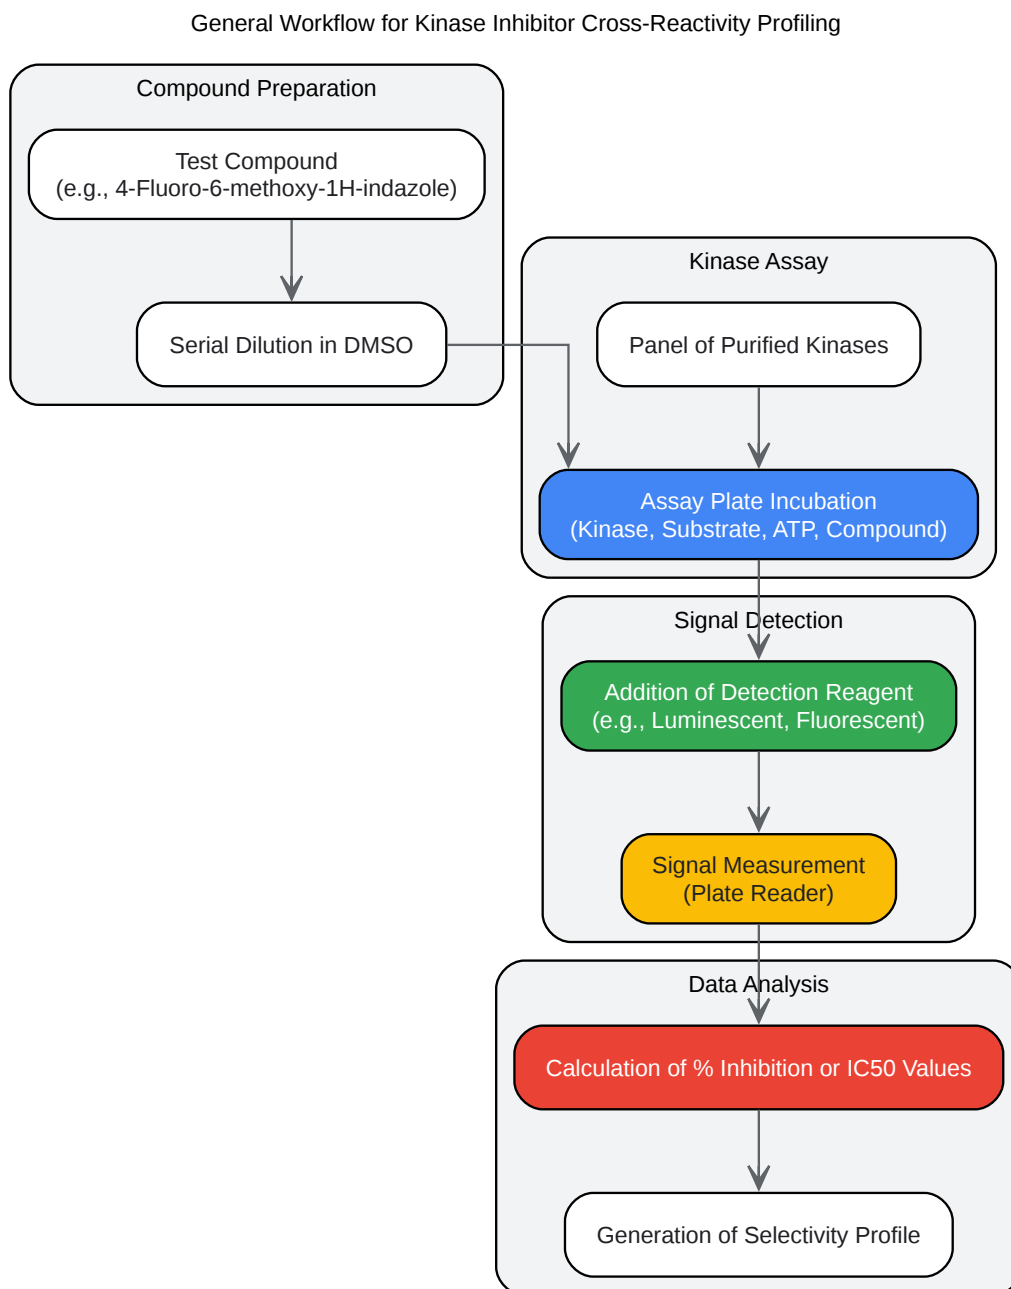 General Workflow for Kinase Inhibitor Cross-Reactivity Profiling
Compound Preparation
Test Compound
(e.g., 4-Fluoro-6-methoxy-1H-indazole)
Serial Dilution in DMSO
Kinase Assay
Panel of Purified Kinases
Assay Plate Incubation
(Kinase, Substrate, ATP, Compound)
Signal Detection
Addition of Detection Reagent
(e.g., Luminescent, Fluorescent)
Signal Measurement
(Plate Reader)
Data Analysis
Calculation of % Inhibition or IC50 Values
Generation of Selectivity Profile